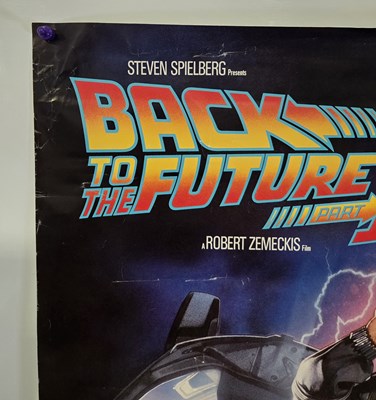 STEVEN SPIELBERG Presents
BACK
TO THE FUTURE
PART
A ROBERT ZEMECKIS Film